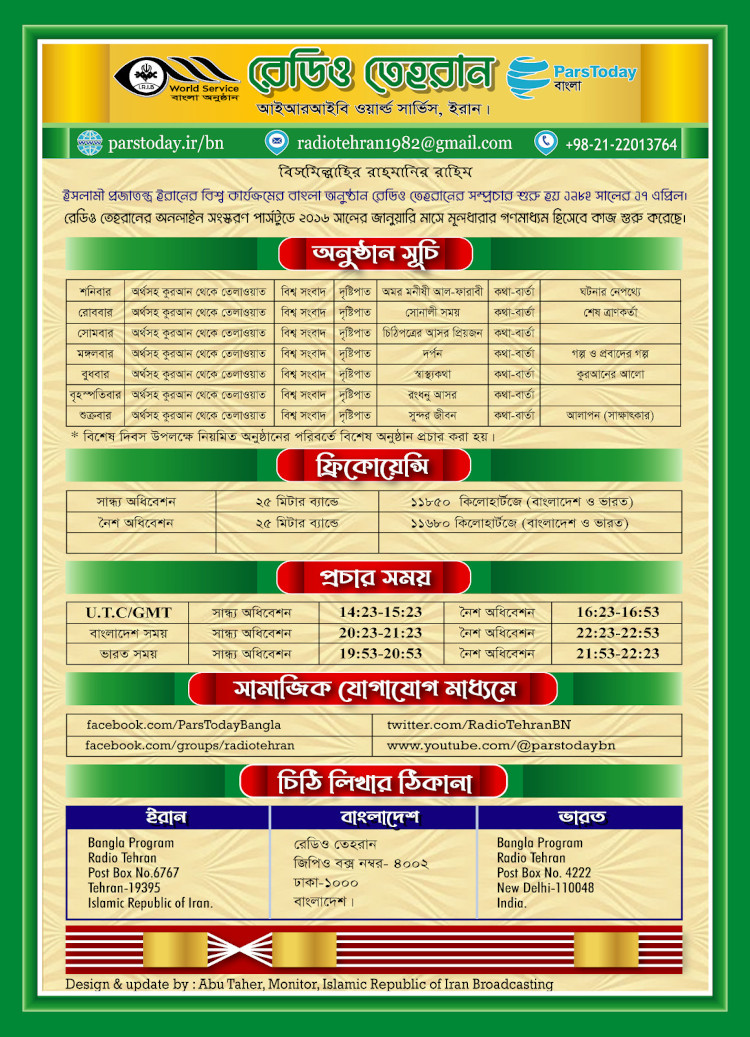 I.R.I.B
World Service
বাংলা অনুষ্ঠান
রেডিও তেহরান
ParsToday
বাংলা
আইআরআইবি ওয়ার্ল্ড সার্ভিস, ইরান।
parstoday.ir/bn radiotehran1982@gmail.com +98-21-22013764
বিসমিল্লাহির রাহমানির রাহিম
ইসলামী প্রজাতন্ত্র ইরানের বিশ্ব কার্যক্রমের বাংলা অনুষ্ঠান রেডিও তেহরানের সম্প্রচার শুরু হয় ১৯৮২ সালের ১৭ এপ্রিল।
রেডিও তেহরানের অনলাইন সংস্করণ পার্সটুডে ২০১৬ সালের জানুয়ারি মাসে মূলধারার গণমাধ্যম হিসেবে কাজ শুরু করেছে।
অনুষ্ঠান সূচি
শনিবার অর্থসহ কুরআন থেকে তেলাওয়াত বিশ্ব সংবাদ দৃষ্টিপাত অমর মনীষী আল-ফারাবী কথা-বার্তা ঘটনার নেপথ্যে
রোববার অর্থসহ কুরআন থেকে তেলাওয়াত বিশ্ব সংবাদ দৃষ্টিপাত সোনালী সময় কথা-বার্তা শেষ ত্রাণকর্তা
সোমবার অর্থসহ কুরআন থেকে তেলাওয়াত বিশ্ব সংবাদ দৃষ্টিপাত চিঠিপত্রের আসর প্রিয়জন কথা-বার্তা
মঙ্গলবার অর্থসহ কুরআন থেকে তেলাওয়াত বিশ্ব সংবাদ দৃষ্টিপাত দর্পন কথা-বার্তা গল্প ও প্রবাদের গল্প
বুধবার অর্থসহ কুরআন থেকে তেলাওয়াত বিশ্ব সংবাদ দৃষ্টিপাত স্বাস্থ্যকথা কথা-বার্তা কুরআনের আলো
বৃহস্পতিবার অর্থসহ কুরআন থেকে তেলাওয়াত বিশ্ব সংবাদ দৃষ্টিপাত রংধনু আসর কথা-বার্তা
শুক্রবার অর্থসহ কুরআন থেকে তেলাওয়াত বিশ্ব সংবাদ দৃষ্টিপাত সুন্দর জীবন কথা-বার্তা আলাপন (সাক্ষাৎকার)
* বিশেষ দিবস উপলক্ষে নিয়মিত অনুষ্ঠানের পরিবর্তে বিশেষ অনুষ্ঠান প্রচার করা হয়।
ফ্রিকোয়েন্সি
সান্ধ্য অধিবেশন ২৫ মিটার ব্যান্ডে ১১৮৫০ কিলোহার্টজে (বাংলাদেশ ও ভারত)
নৈশ অধিবেশন ২৫ মিটার ব্যান্ডে ১১৬৮০ কিলোহার্টজে (বাংলাদেশ ও ভারত)
প্রচার সময়
U.T.C/GMT সান্ধ্য অধিবেশন 14:23-15:23 নৈশ অধিবেশন 16:23-16:53
বাংলাদেশ সময় সান্ধ্য অধিবেশন 20:23-21:23 নৈশ অধিবেশন 22:23-22:53
ভারত সময় সান্ধ্য অধিবেশন 19:53-20:53 নৈশ অধিবেশন 21:53-22:23
সামাজিক যোগাযোগ মাধ্যমে
facebook.com/ParsTodayBangla twitter.com/RadioTehranBN
facebook.com/groups/radiotehran www.youtube.com/@parstodaybn
চিঠি লিখার ঠিকানা
ইরান বাংলাদেশ ভারত
Bangla Program
Radio Tehran
Post Box No.6767
Tehran-19395
Islamic Republic of Iran.
রেডিও তেহরান
জিপিও বক্স নম্বর- ৪০০২
ঢাকা-১০০০
বাংলাদেশ।
Bangla Program
Radio Tehran
Post Box No. 4222
New Delhi-110048
India.
Design & update by : Abu Taher, Monitor, Islamic Republic of Iran Broadcasting